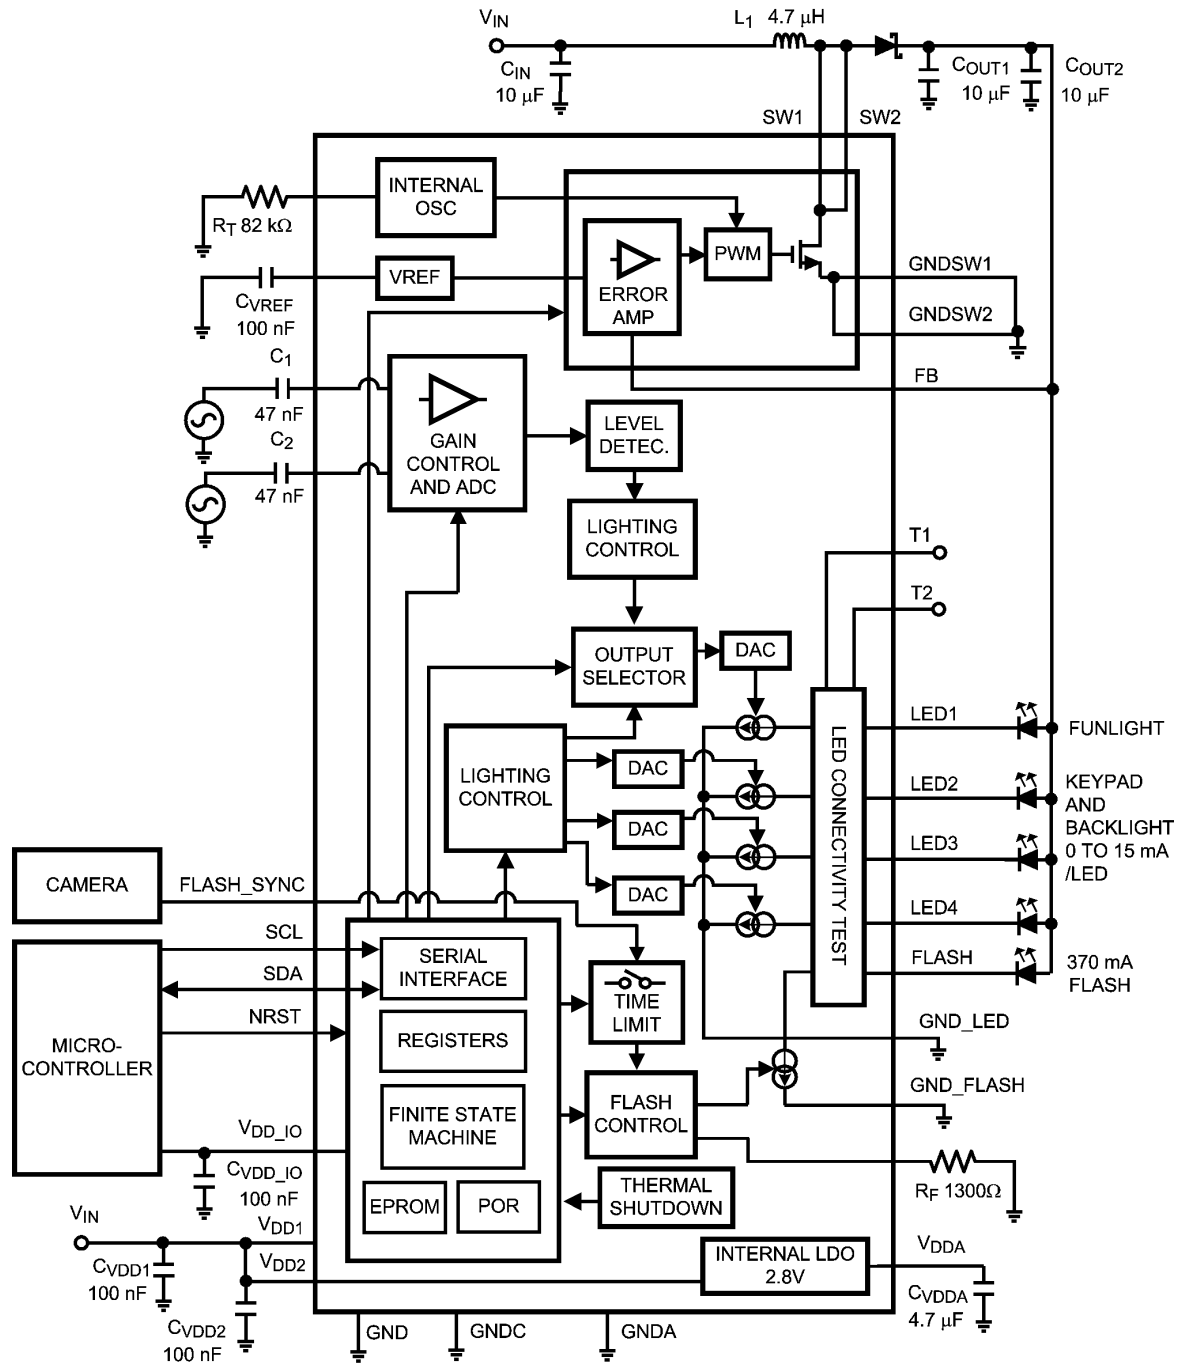 VIN
L1 4.7 µH
CIN
10 µF
COUT1
10 µF
COUT2
10 µF
SW1
SW2
INTERNAL
OSC
RT 82 kΩ
PWM
VREF
CVREF
100 nF
ERROR
AMP
GNDSW1
GNDSW2
FB
C1
47 nF
C2
47 nF
GAIN
CONTROL
AND ADC
LEVEL
DETEC.
LIGHTING
CONTROL
T1
T2
OUTPUT
SELECTOR
DAC
LED CONNECTIVITY TEST
LED1
FUNLIGHT
LIGHTING
CONTROL
DAC
DAC
DAC
LED2
LED3
LED4
KEYPAD
AND
BACKLIGHT
0 TO 15 mA
/LED
FLASH
370 mA
FLASH
CAMERA
FLASH_SYNC
SCL
SDA
NRST
MICRO-
CONTROLLER
SERIAL
INTERFACE
REGISTERS
FINITE STATE
MACHINE
EPROM
POR
TIME
LIMIT
FLASH
CONTROL
THERMAL
SHUTDOWN
GND_LED
GND_FLASH
RF 1300Ω
VDD_IO
CVDD_IO
100 nF
VIN
VDD1
VDD2
CVDD1
100 nF
CVDD2
100 nF
INTERNAL LDO
2.8V
VDDA
CVDDA
4.7 µF
GND
GNDC
GNDA